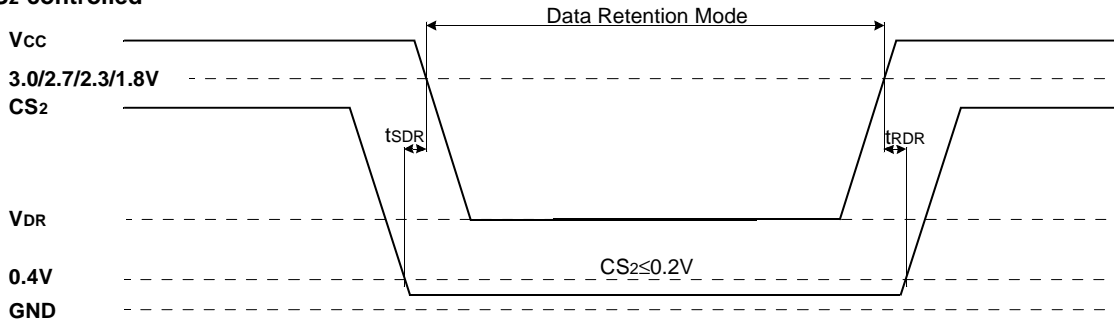 controlled
Data Retention Mode
VCC
3.0/2.7/2.3/1.8V
CS2
tSDR
tRDR
VDR
0.4V
CS2≤0.2V
GND